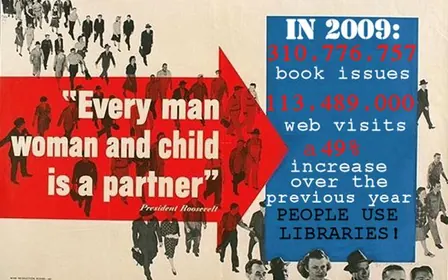 "Every man
woman and child
is a partner"
President Roosevelt
IN 2009:
310.776.757
book issues
113.489.000
web visits
a 49%
increase
over the
previous year
PEOPLE USE
LIBRARIES!